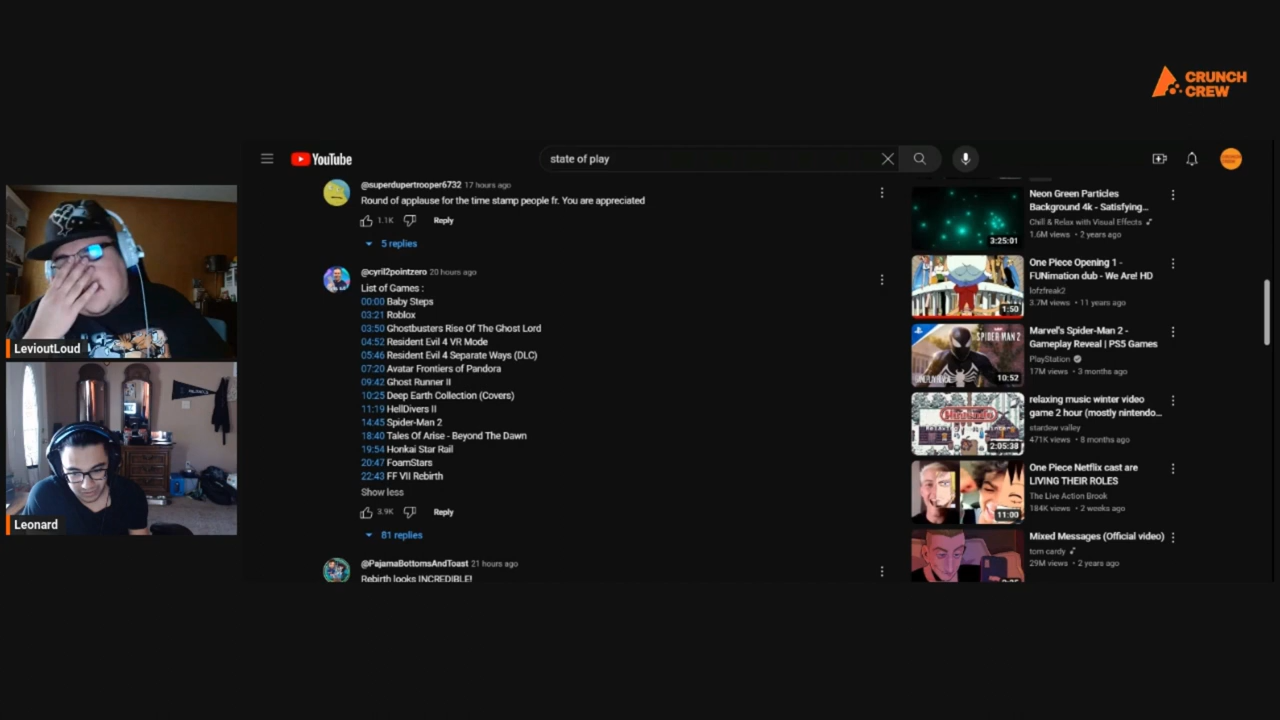 CRUNCH
CREW
YouTube
state of play
@superdupertrooper6732 17 hours ago
Round of applause for the time stamp people fr. You are appreciated
1.1K Reply
5 replies
@cyril2pointzero 20 hours ago
List of Games :
00:00 Baby Steps
03:21 Roblox
03:50 Ghostbusters Rise Of The Ghost Lord
04:52 Resident Evil 4 VR Mode
05:46 Resident Evil 4 Separate Ways (DLC)
07:20 Avatar Frontiers of Pandora
09:42 Ghost Runner II
10:25 Deep Earth Collection (Covers)
11:19 HellDivers II
14:45 Spider-Man 2
18:40 Tales Of Arise - Beyond The Dawn
19:54 Honkai Star Rail
20:47 FoamStars
22:43 FF VII Rebirth
Show less
3.9K Reply
81 replies
@PajamaBottomsAndToast 21 hours ago
Rebirth looks INCREDIBLE!
Neon Green Particles
Background 4k - Satisfying...
Chill & Relax with Visual Effects
1.6M views • 2 years ago
3:25:01
One Piece Opening 1 -
FUNimation dub - We Are! HD
lofzfreak2
3.7M views • 11 years ago
1:50
Marvel's Spider-Man 2 -
Gameplay Reveal | PS5 Games
PlayStation
17M views • 3 months ago
SPIDER-MAN 2
10:52
relaxing music winter video
game 2 hour (mostly nintendo...
stardew valley
471K views • 8 months ago
Nintendo
2:05:38
One Piece Netflix cast are
LIVING THEIR ROLES
The Live Action Brook
184K views • 2 weeks ago
11:00
Mixed Messages (Official video)
tom cardy
29M views • 2 years ago
LevioutLoud
Leonard